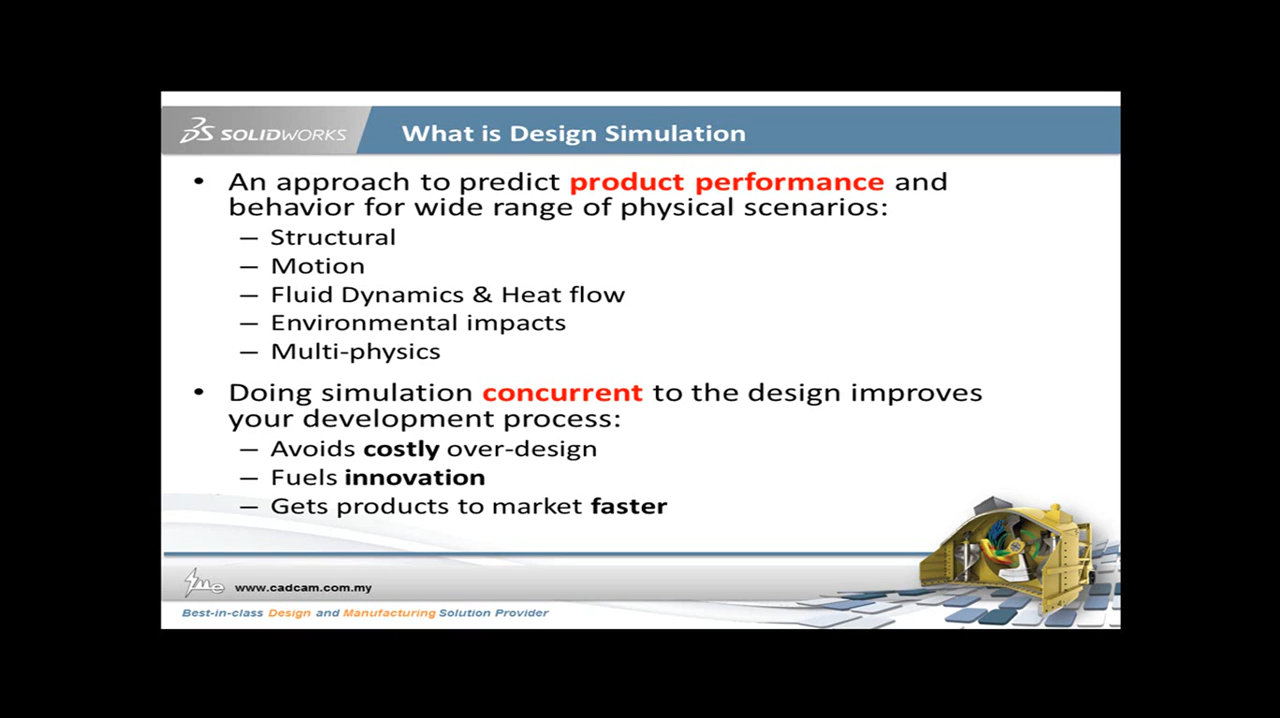 SOLIDWORKS
What is Design Simulation
• An approach to predict product performance and
behavior for wide range of physical scenarios:
– Structural
– Motion
– Fluid Dynamics & Heat flow
– Environmental impacts
– Multi-physics
• Doing simulation concurrent to the design improves
your development process:
– Avoids costly over-design
– Fuels innovation
– Gets products to market faster
www.cadcam.com.my
Best-in-class Design and Manufacturing Solution Provider